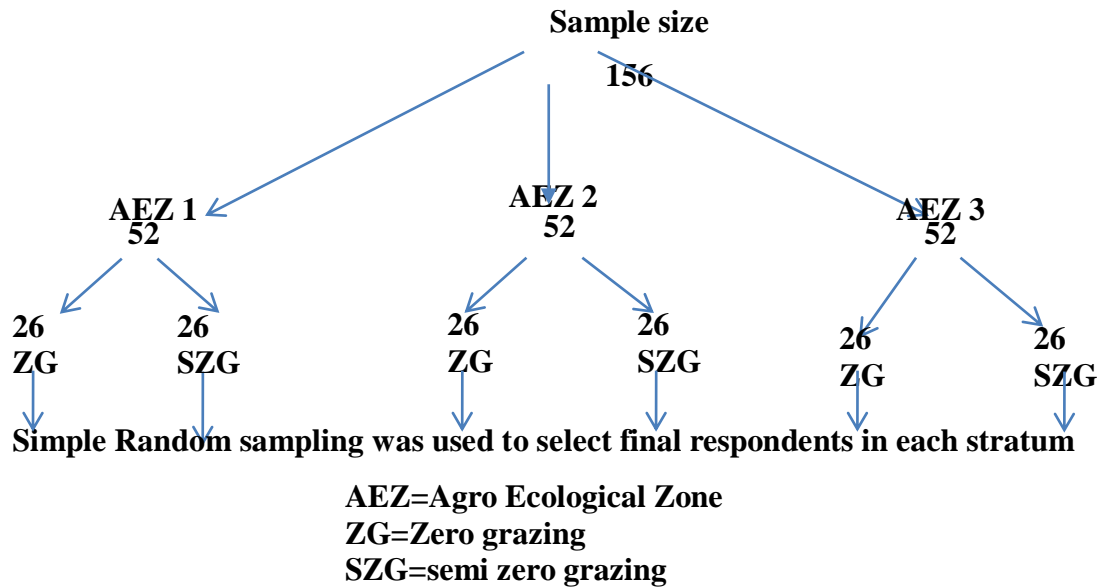 Sample size
156
AEZ 1
52
AEZ 2
52
AEZ 3
52
26
ZG
26
SZG
26
ZG
26
SZG
26
ZG
26
SZG
Simple Random sampling was used to select final respondents in each stratum
AEZ=Agro Ecological Zone
ZG=Zero grazing
SZG=semi zero grazing